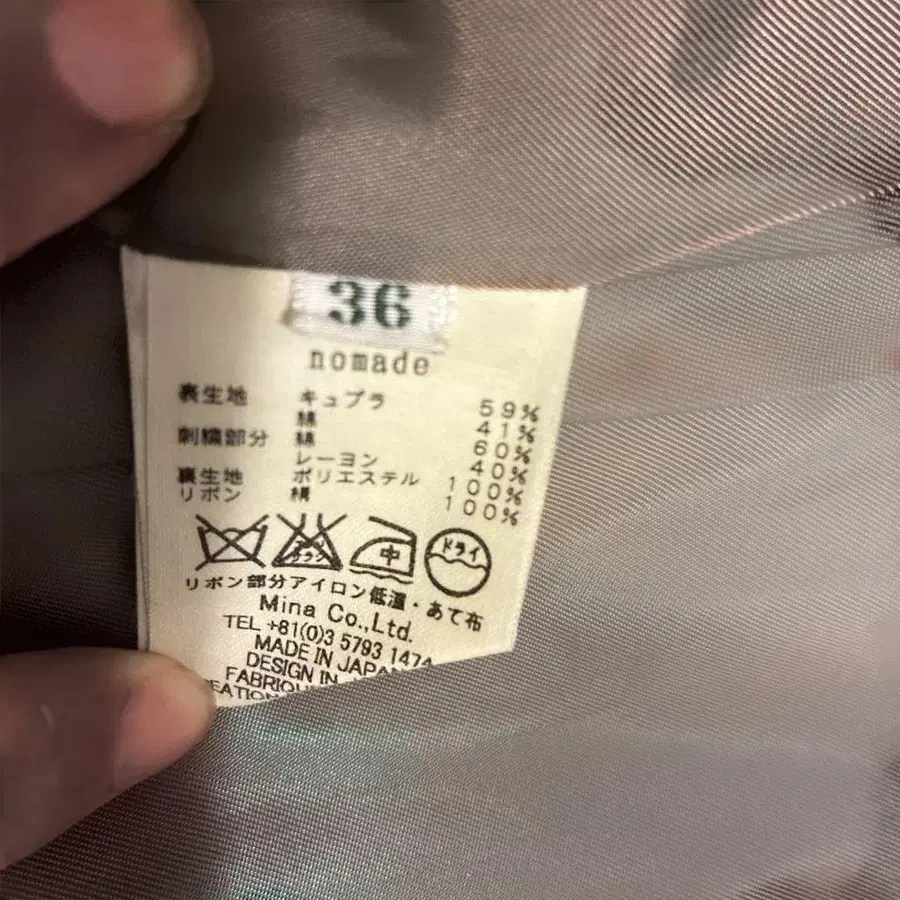 36
nomade
表生地 キュプラ 59%
綿 41%
刺繍部分 綿 60%
レーヨン 40%
裏生地 ポリエステル 100%
リボン 絹 100%
中 ドライ
リボン部分アイロン低温・あて布
Mina Co.,Ltd.
TEL +81(0)3 5793 1474
MADE IN JAPAN
DESIGN IN